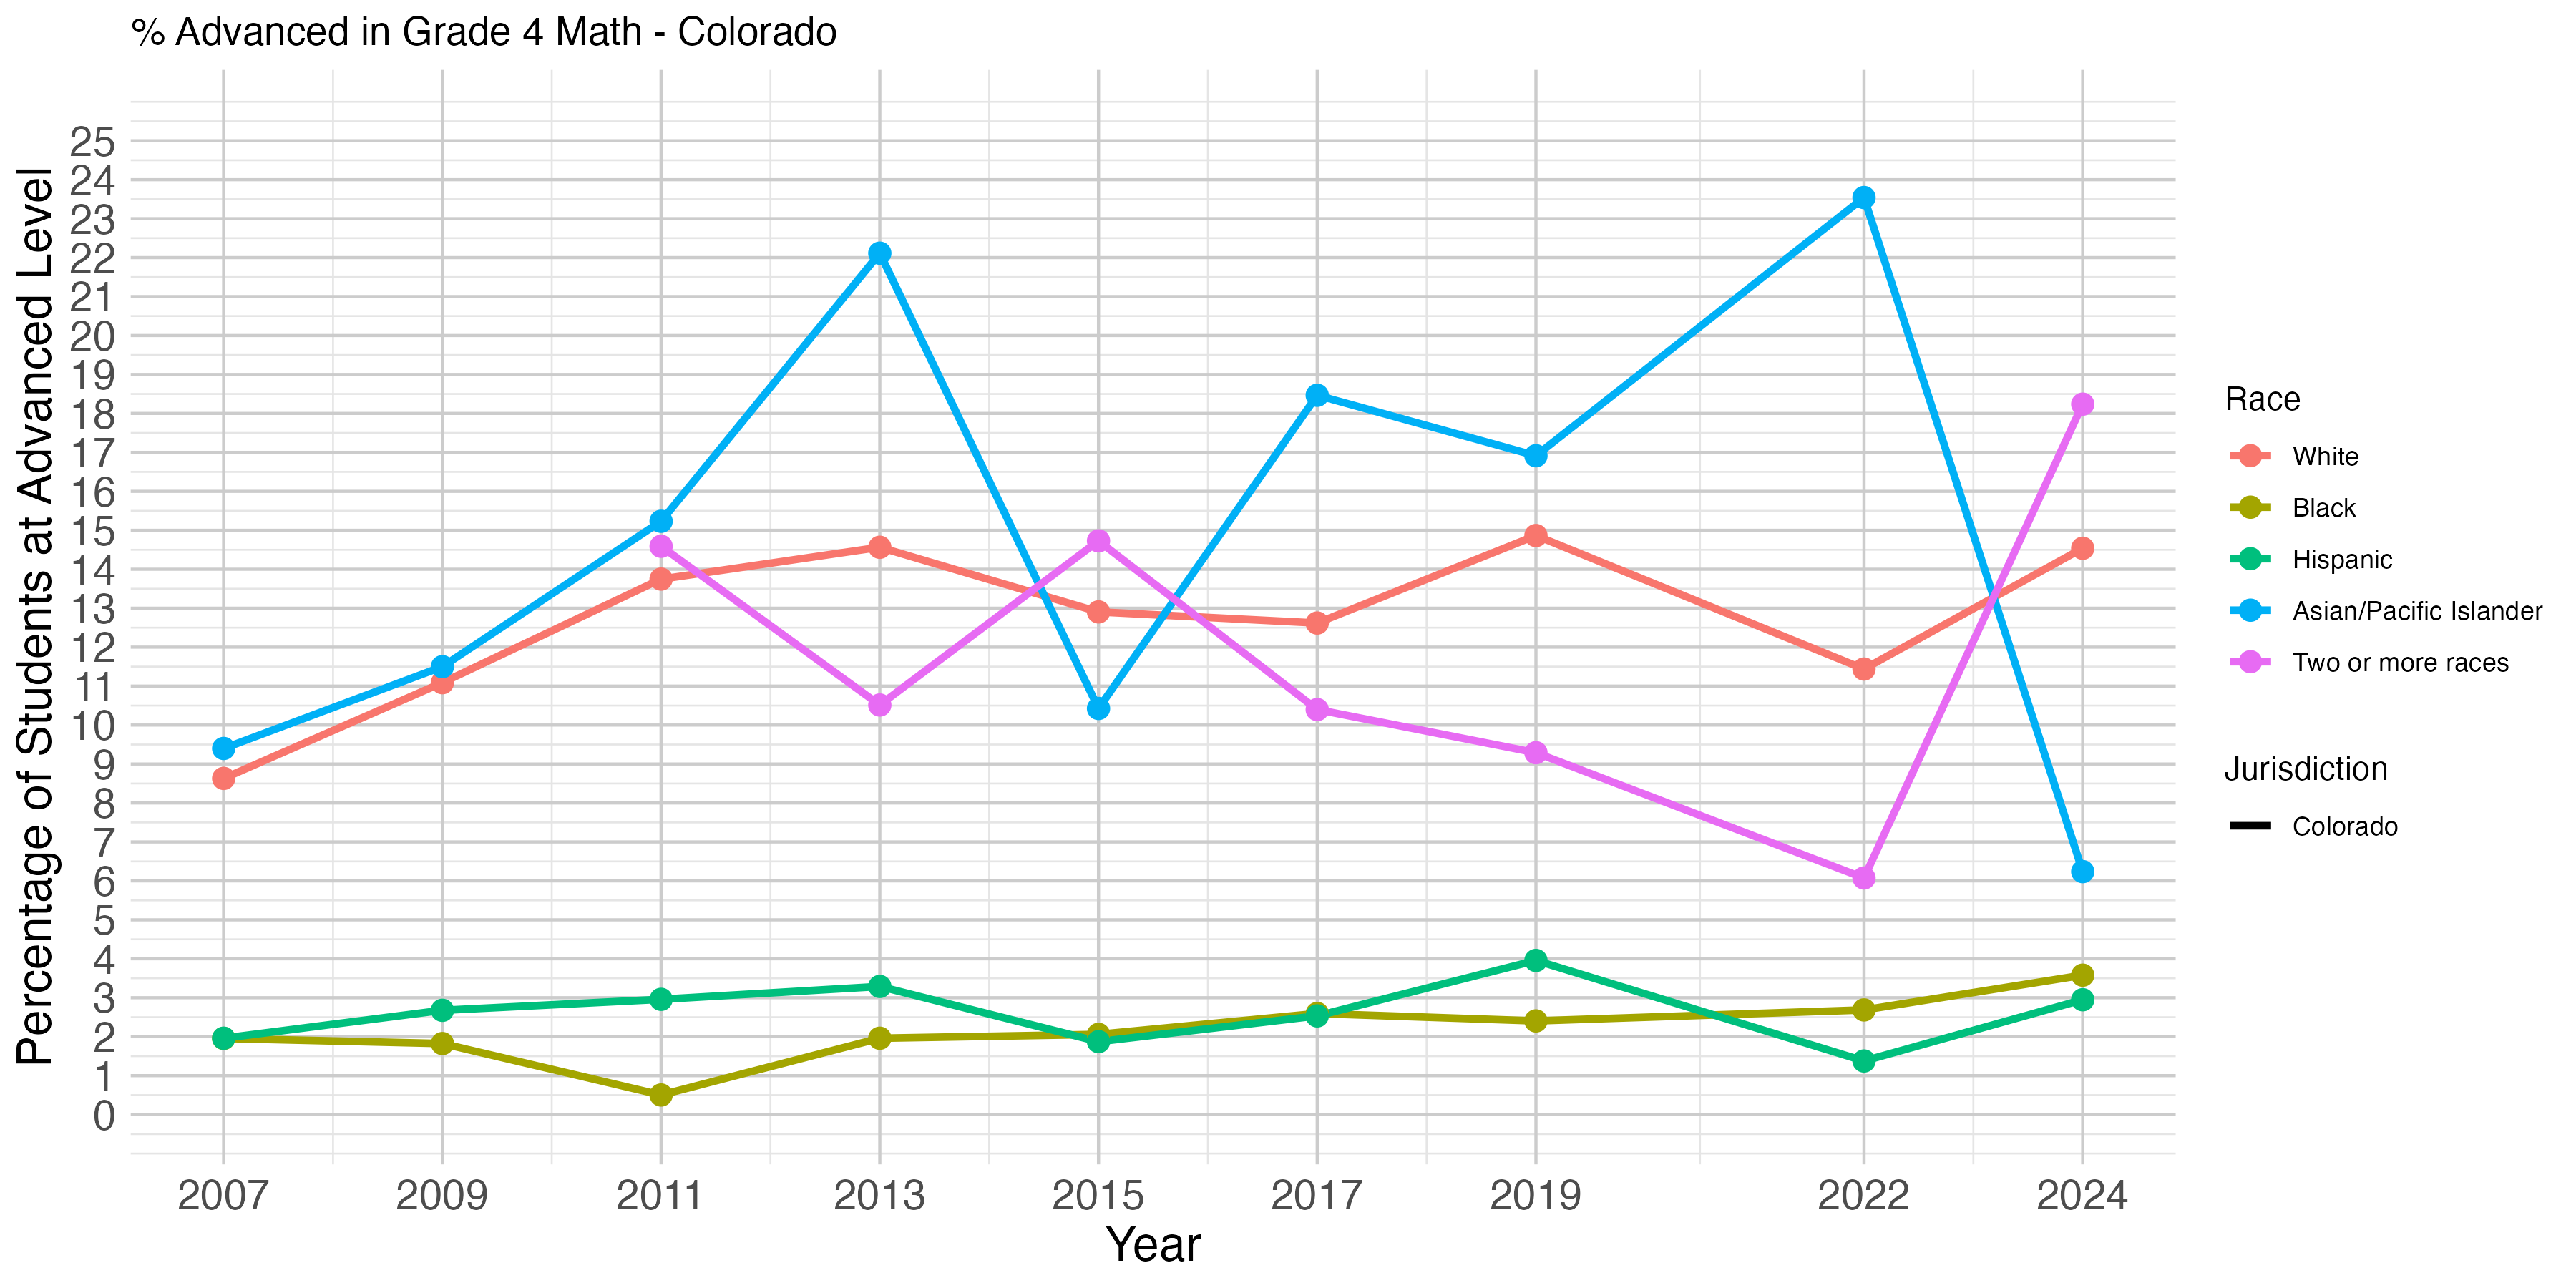 % Advanced in Grade 4 Math - Colorado
Percentage of Students at Advanced Level
25
24
23
22
21
20
19
18
17
16
15
14
13
12
11
10
9
8
7
6
5
4
3
2
1
0
2007 2009 2011 2013 2015 2017 2019 2022 2024
Year
Race
White
Black
Hispanic
Asian/Pacific Islander
Two or more races
Jurisdiction
Colorado